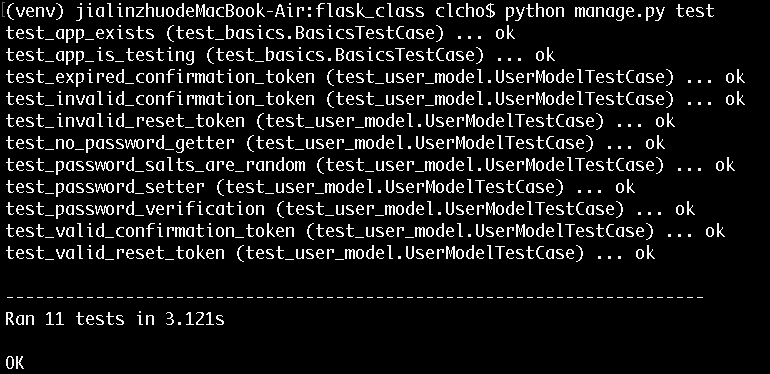 (venv) jialinzhuodeMacBook-Air:flask_class clcho$ python manage.py test
test_app_exists (test_basics.BasicsTestCase) ... ok
test_app_is_testing (test_basics.BasicsTestCase) ... ok
test_expired_confirmation_token (test_user_model.UserModelTestCase) ... ok
test_invalid_confirmation_token (test_user_model.UserModelTestCase) ... ok
test_invalid_reset_token (test_user_model.UserModelTestCase) ... ok
test_no_password_getter (test_user_model.UserModelTestCase) ... ok
test_password_salts_are_random (test_user_model.UserModelTestCase) ... ok
test_password_setter (test_user_model.UserModelTestCase) ... ok
test_password_verification (test_user_model.UserModelTestCase) ... ok
test_valid_confirmation_token (test_user_model.UserModelTestCase) ... ok
test_valid_reset_token (test_user_model.UserModelTestCase) ... ok
----------------------------------------------------------------------
Ran 11 tests in 3.121s
OK